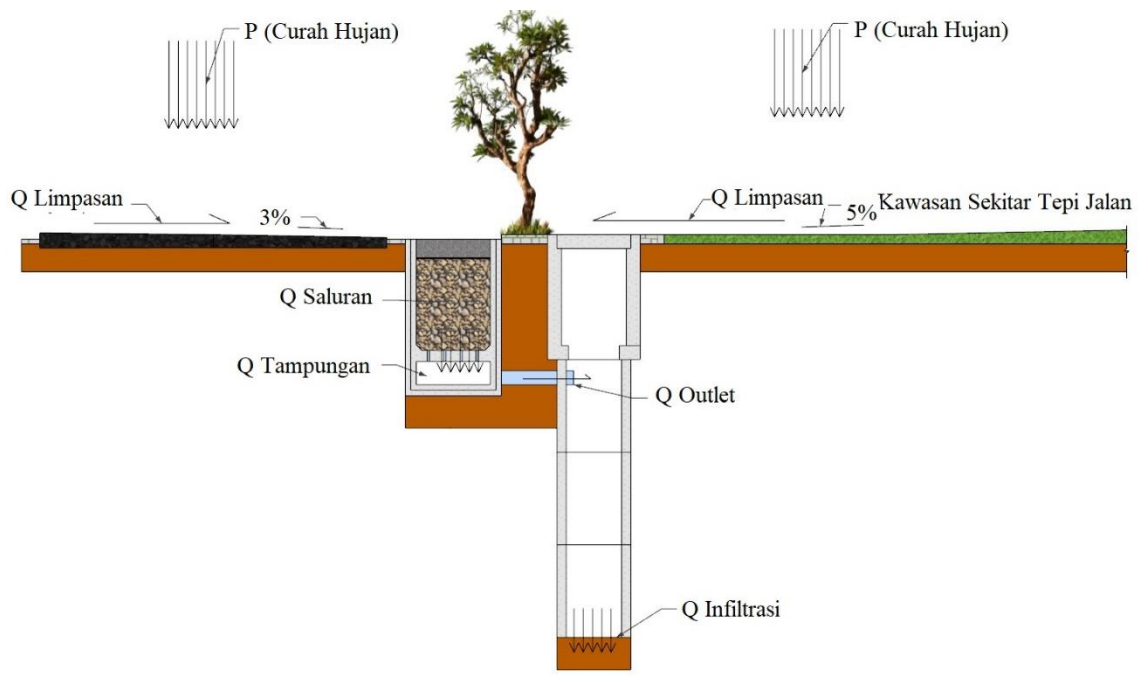 P (Curah Hujan)
P (Curah Hujan)
Q Limpasan
3%
Q Limpasan
5%
Kawasan Sekitar Tepi Jalan
Q Saluran
Q Tampungan
Q Outlet
Q Infiltrasi